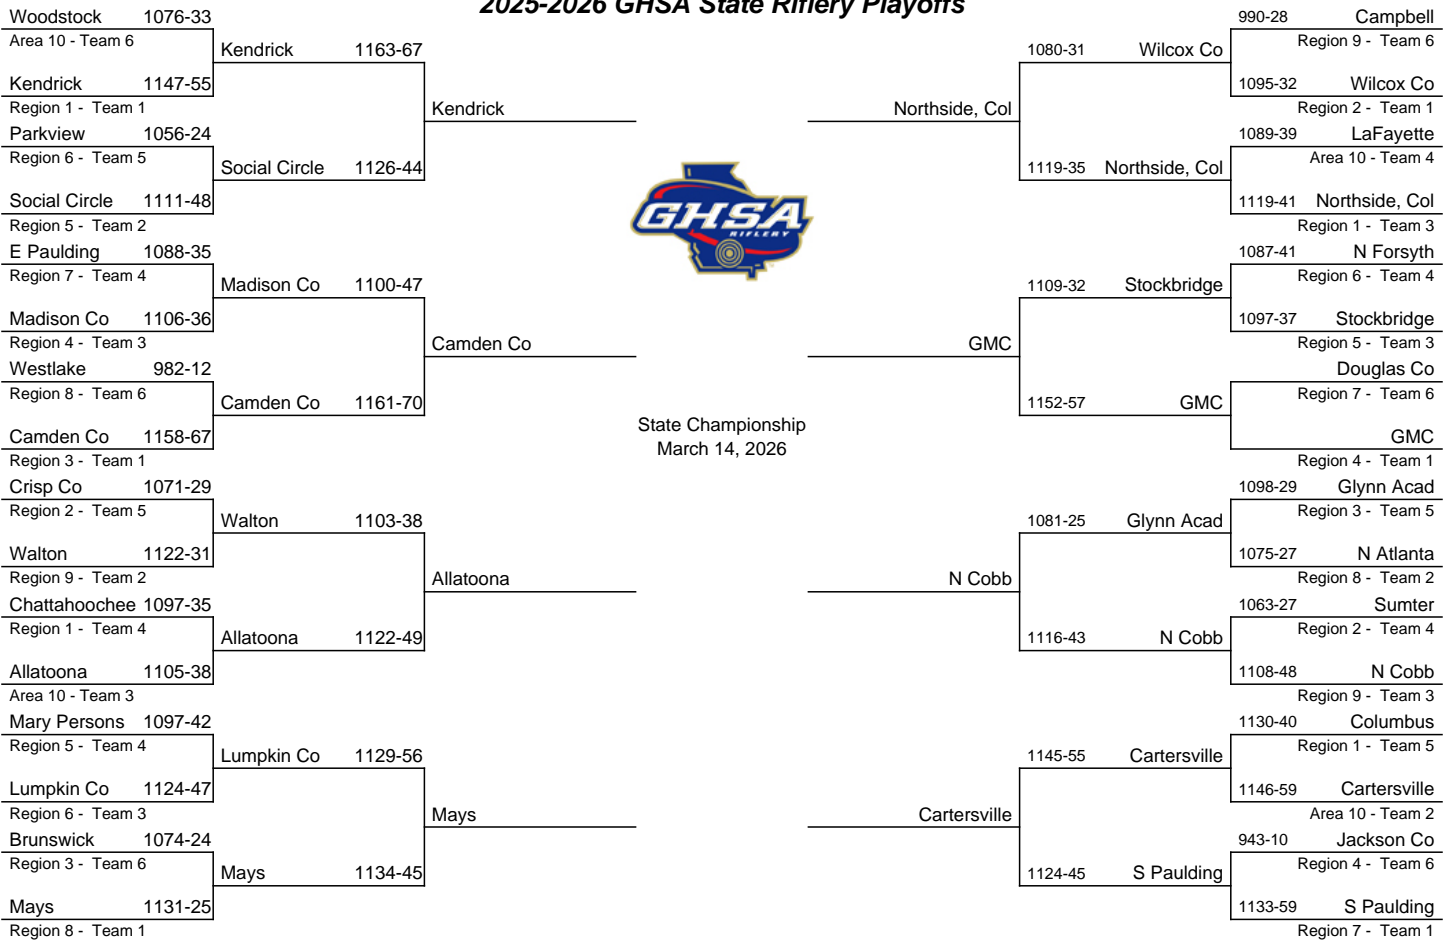 2025-2026 GHSA State Riflery Playoffs
Woodstock 1076-33
Area 10 - Team 6
Kendrick 1163-67
Kendrick 1147-55
Region 1 - Team 1
Kendrick
Parkview 1056-24
Region 6 - Team 5
Social Circle 1126-44
Social Circle 1111-48
Region 5 - Team 2
E Paulding 1088-35
Region 7 - Team 4
Madison Co 1100-47
Madison Co 1106-36
Region 4 - Team 3
Camden Co
Westlake 982-12
Region 8 - Team 6
Camden Co 1161-70
Camden Co 1158-67
Region 3 - Team 1
Crisp Co 1071-29
Region 2 - Team 5
Walton 1103-38
Walton 1122-31
Region 9 - Team 2
Allatoona
Chattahoochee 1097-35
Region 1 - Team 4
Allatoona 1122-49
Allatoona 1105-38
Area 10 - Team 3
Mary Persons 1097-42
Region 5 - Team 4
Lumpkin Co 1129-56
Lumpkin Co 1124-47
Region 6 - Team 3
Mays
Brunswick 1074-24
Region 3 - Team 6
Mays 1134-45
Mays 1131-25
Region 8 - Team 1
GHSA
RIFLERY
State Championship
March 14, 2026
990-28 Campbell
Region 9 - Team 6
1080-31 Wilcox Co
1095-32 Wilcox Co
Region 2 - Team 1
Northside, Col
1089-39 LaFayette
Area 10 - Team 4
1119-35 Northside, Col
1119-41 Northside, Col
Region 1 - Team 3
1087-41 N Forsyth
Region 6 - Team 4
1109-32 Stockbridge
1097-37 Stockbridge
Region 5 - Team 3
GMC
Douglas Co
Region 7 - Team 6
1152-57 GMC
GMC
Region 4 - Team 1
1098-29 Glynn Acad
Region 3 - Team 5
1081-25 Glynn Acad
1075-27 N Atlanta
Region 8 - Team 2
N Cobb
1063-27 Sumter
Region 2 - Team 4
1116-43 N Cobb
1108-48 N Cobb
Region 9 - Team 3
1130-40 Columbus
Region 1 - Team 5
1145-55 Cartersville
1146-59 Cartersville
Area 10 - Team 2
Cartersville
943-10 Jackson Co
Region 4 - Team 6
1124-45 S Paulding
1133-59 S Paulding
Region 7 - Team 1